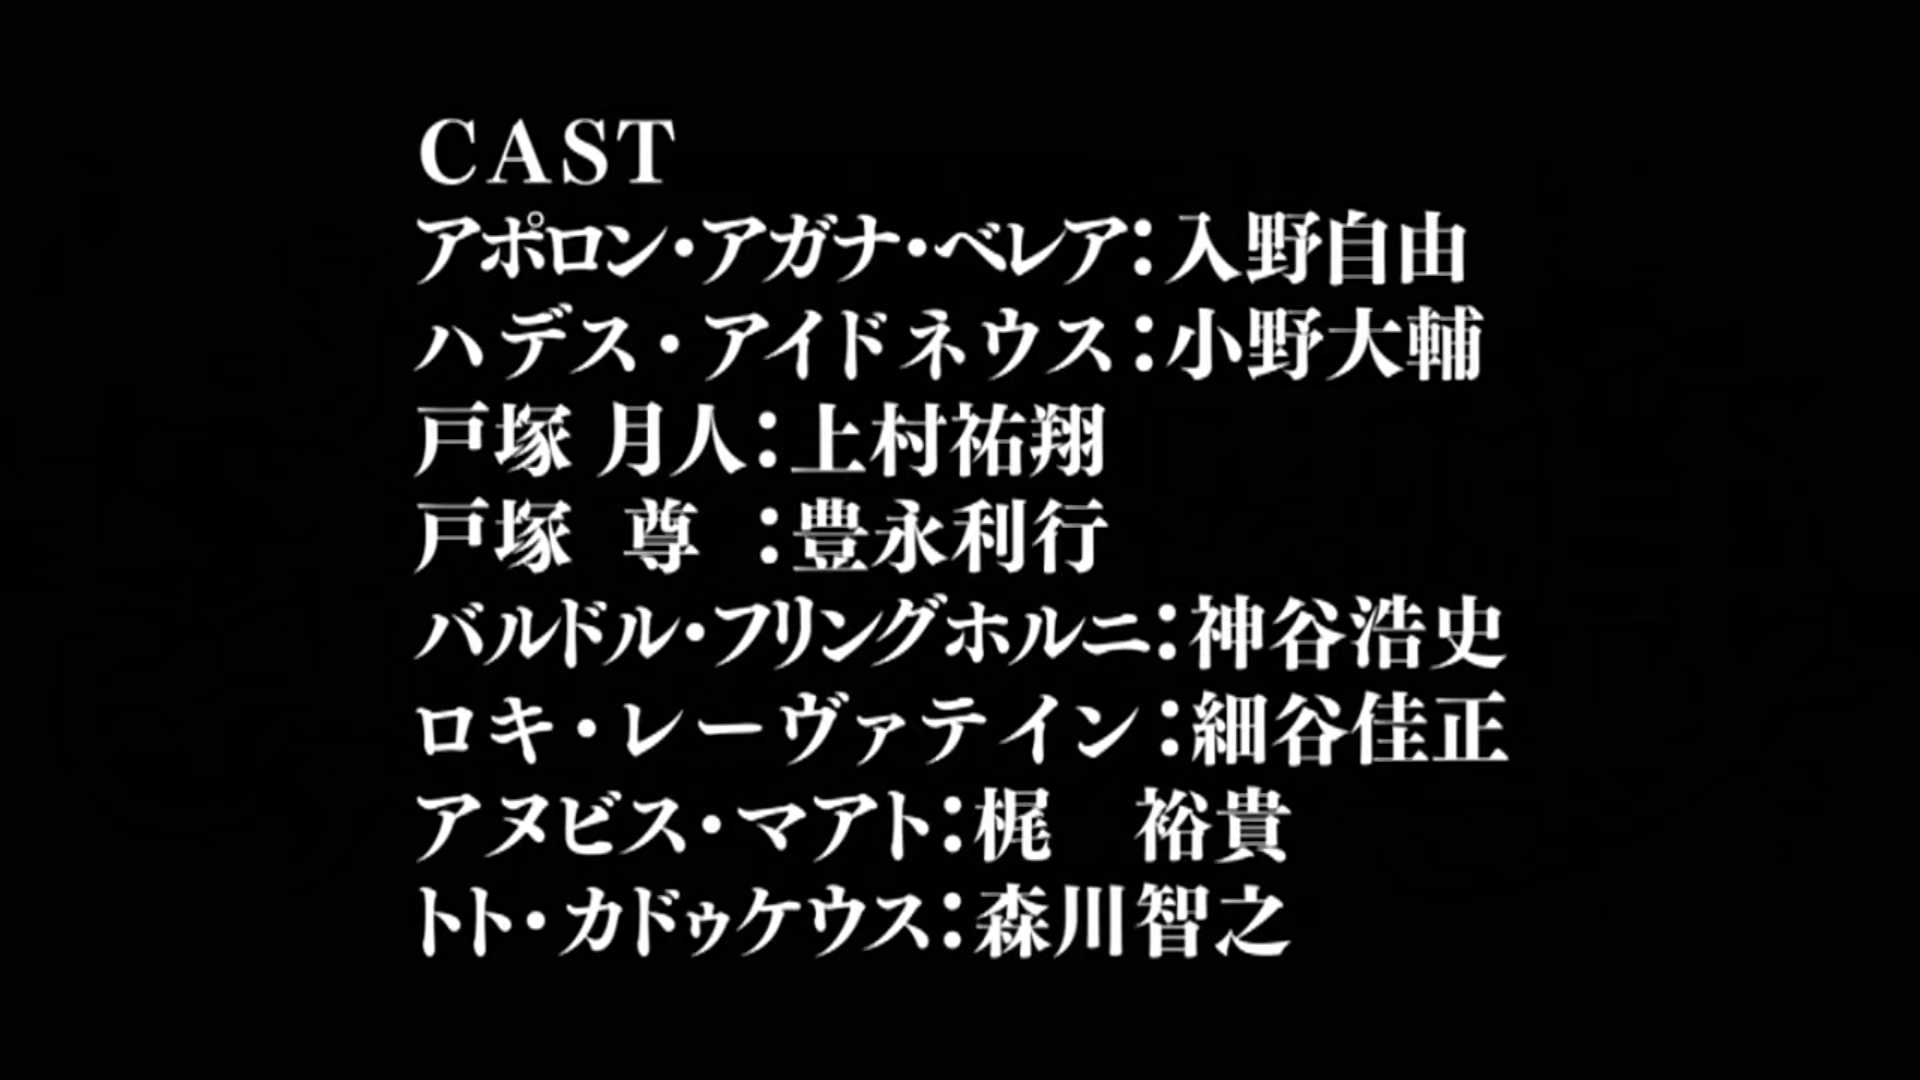 CAST
アポロン・アガナ・ベレア：入野自由
ハデス・アイドネウス：小野大輔
戸塚 月人：上村祐翔
戸塚 尊 ：豊永利行
バルドル・フリングホルニ：神谷浩史
ロキ・レーヴァテイン：細谷佳正
アヌビス・マアト：梶　裕貴
トト・カドゥケウス：森川智之